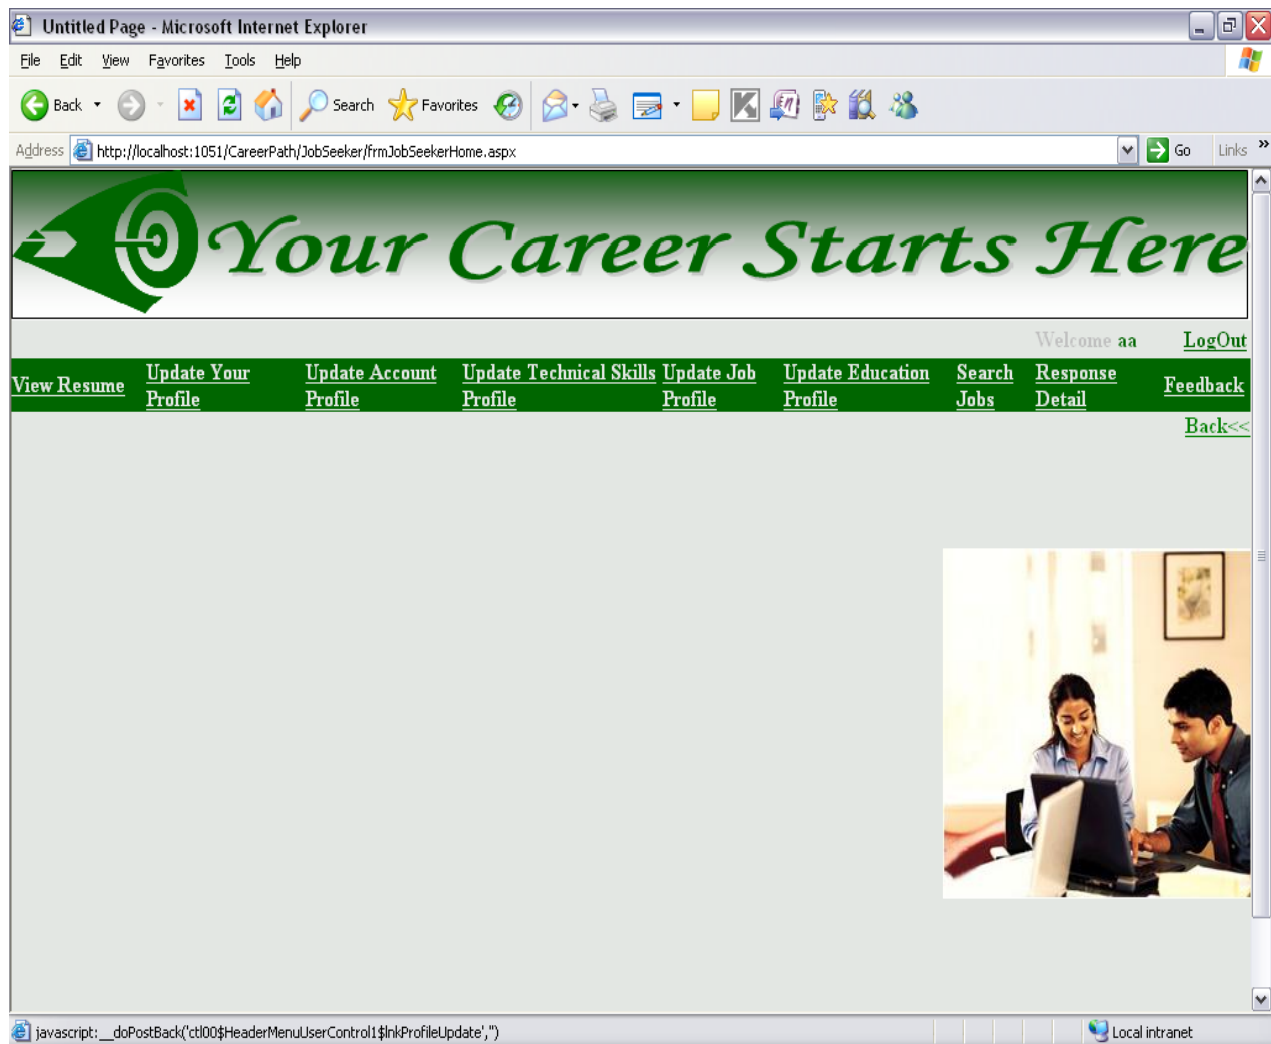 Untitled Page - Microsoft Internet Explorer
File Edit View Favorites Tools Help
Back Search Favorites
Address http://localhost:1051/CareerPath/JobSeeker/frmJobSeekerHome.aspx Go Links »
Your Career Starts Here
Welcome aa LogOut
View Resume Update Your Profile Update Account Profile Update Technical Skills Profile Update Job Profile Update Education Profile Search Jobs Response Detail Feedback
Back<<
javascript:__doPostBack('ctl00$HeaderMenuUserControl1$lnkProfileUpdate','') Local intranet